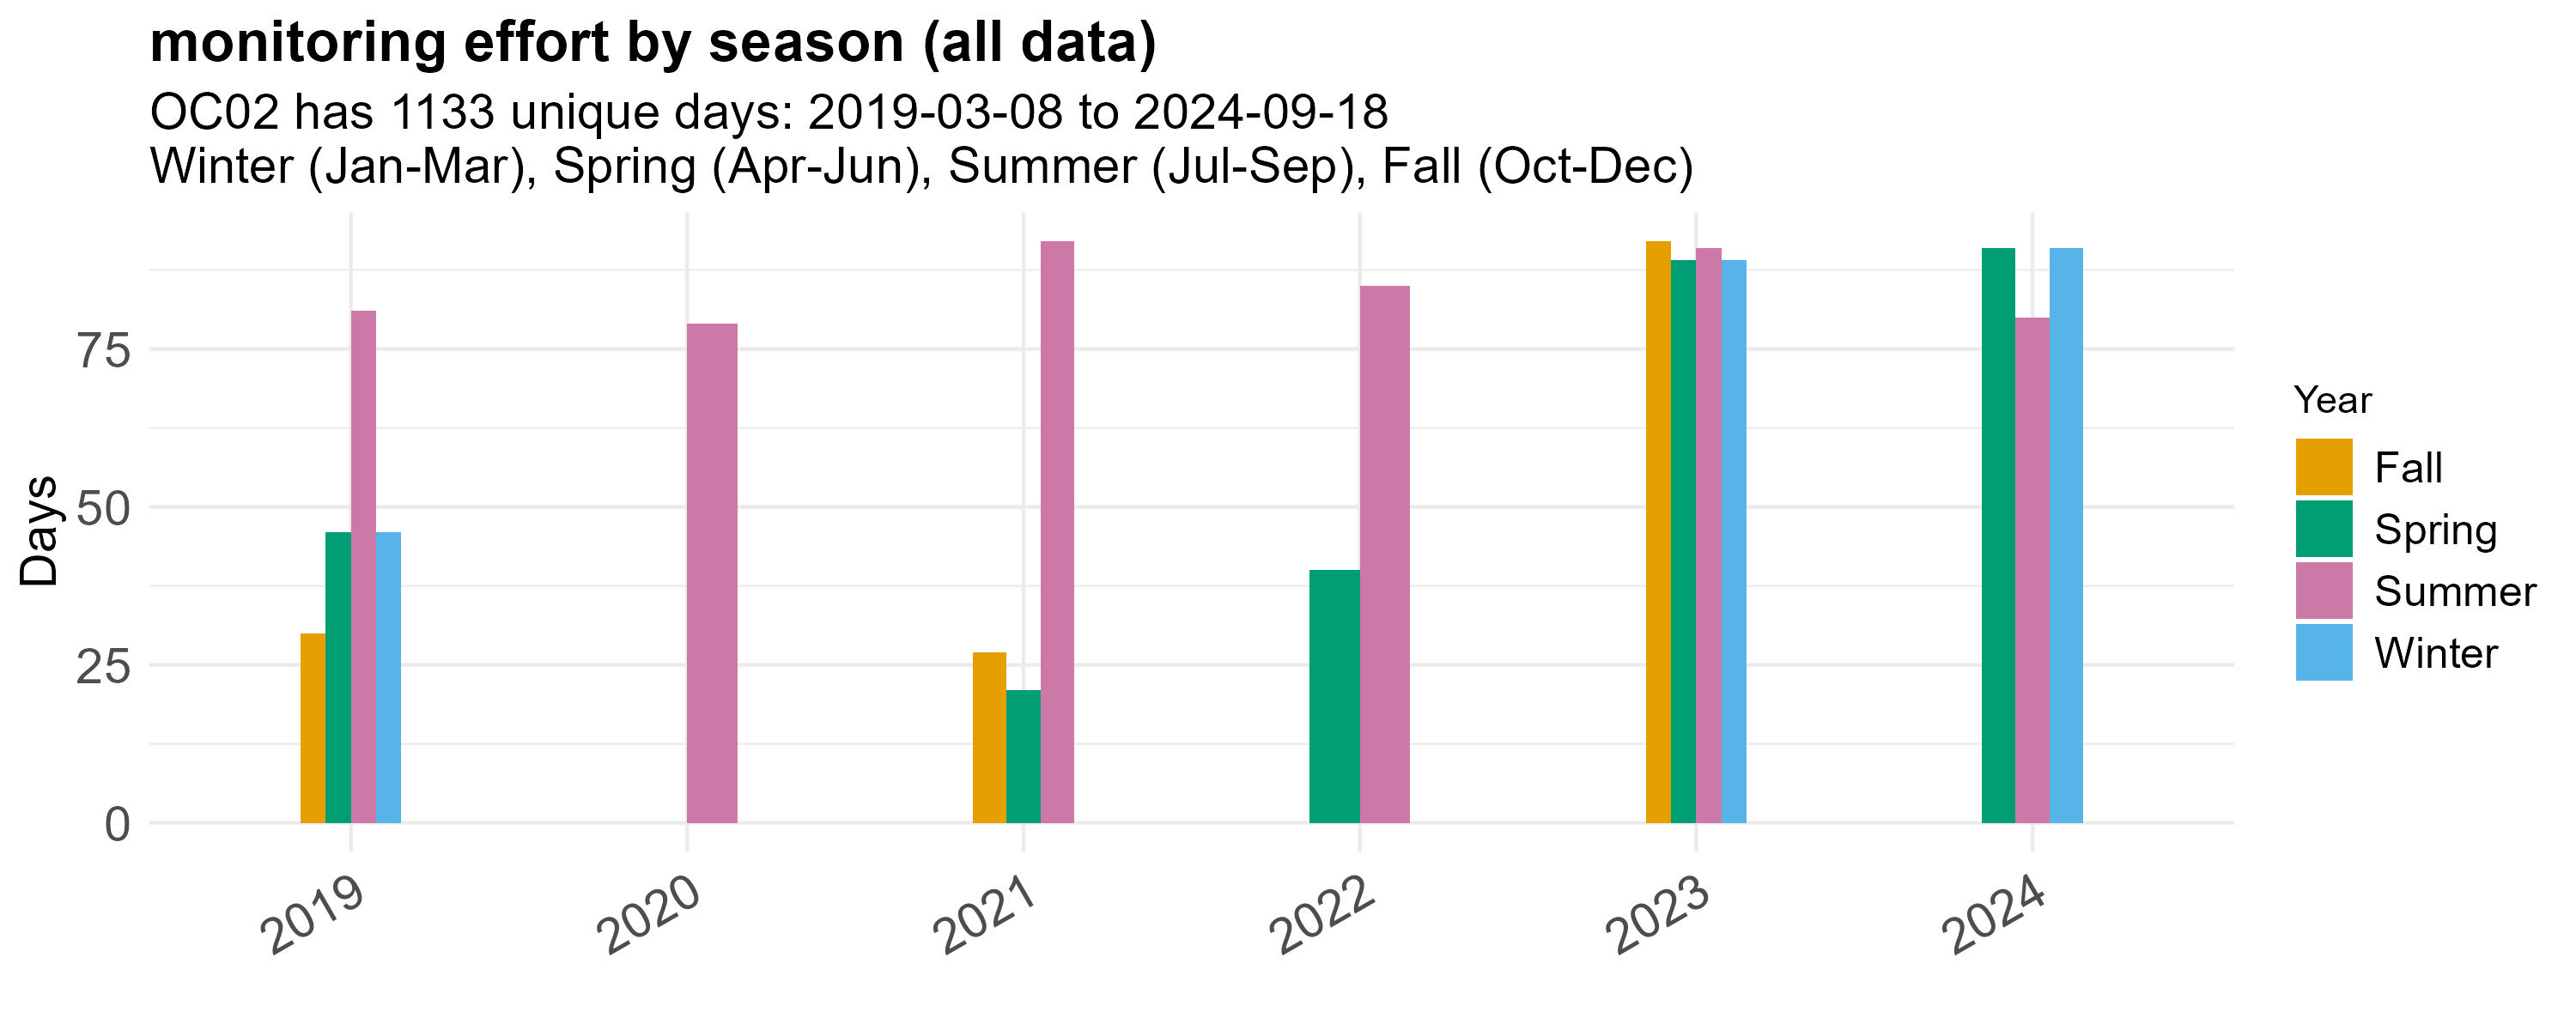 monitoring effort by season (all data)
OC02 has 1133 unique days: 2019-03-08 to 2024-09-18
Winter (Jan-Mar), Spring (Apr-Jun), Summer (Jul-Sep), Fall (Oct-Dec)
Days
75
50
25
0
2019
2020
2021
2022
2023
2024
Year
Fall
Spring
Summer
Winter